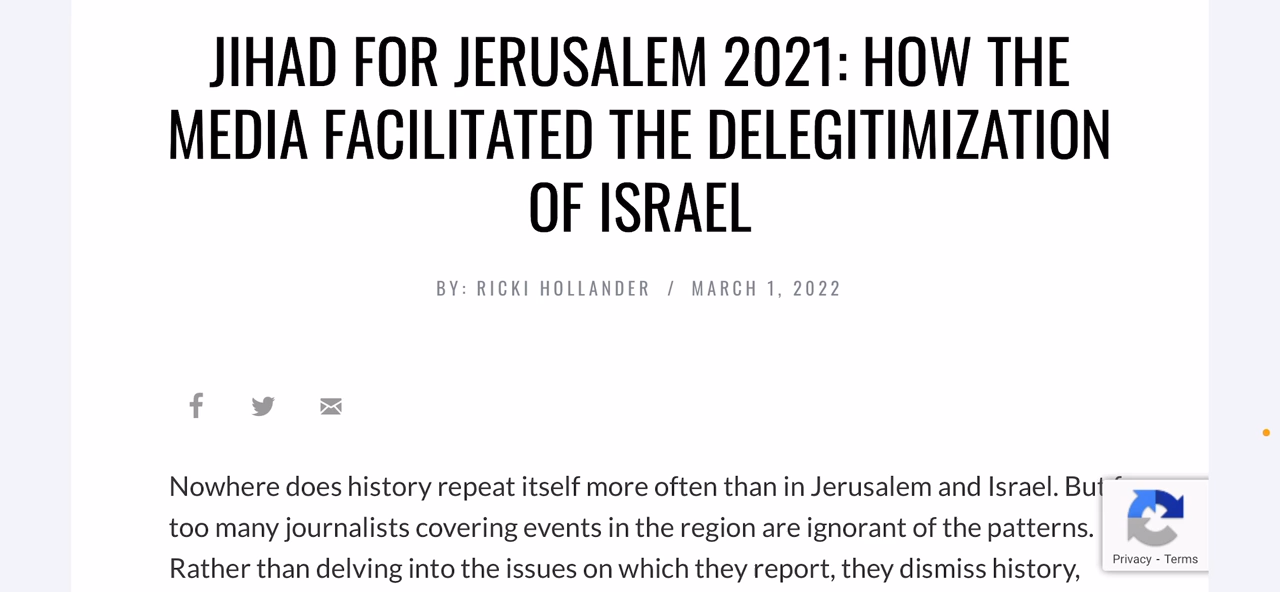 JIHAD FOR JERUSALEM 2021: HOW THE
MEDIA FACILITATED THE DELEGITIMIZATION
OF ISRAEL
BY: RICKI HOLLANDER / MARCH 1, 2022
Nowhere does history repeat itself more often than in Jerusalem and Israel. But
too many journalists covering events in the region are ignorant of the patterns.
Rather than delving into the issues on which they report, they dismiss history,
Privacy - Terms